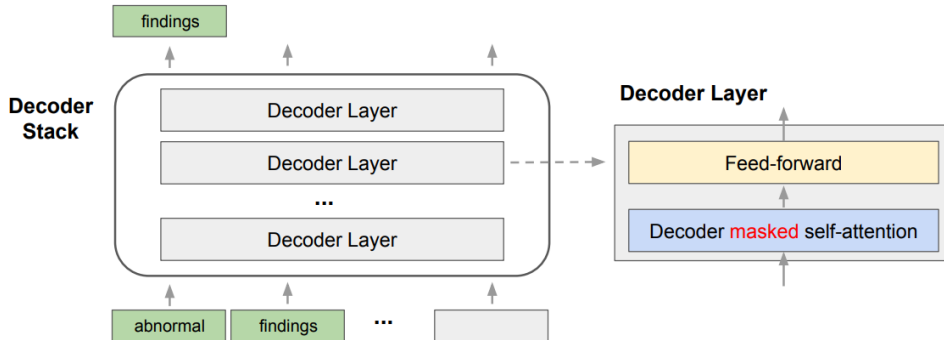 findings
Decoder
Stack
Decoder Layer
Decoder Layer
...
Decoder Layer
abnormal
findings
...
Decoder Layer
Feed-forward
Decoder masked self-attention